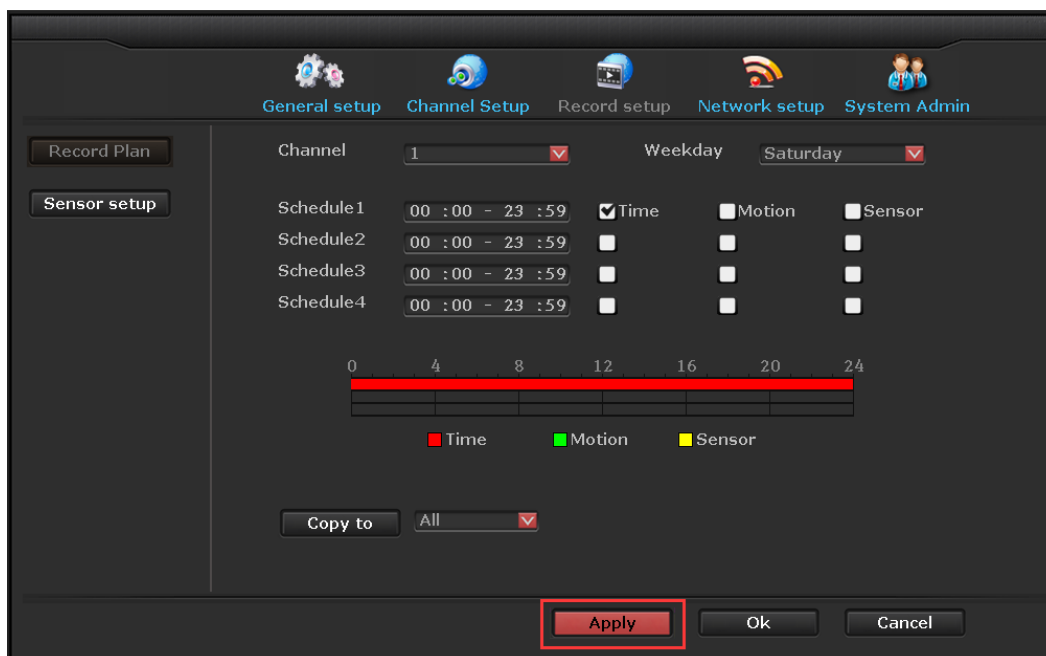 General setup Channel Setup Record setup Network setup System Admin
Record Plan Channel 1 Weekday Saturday
Sensor setup
Schedule1 00 :00 - 23 :59 Time Motion Sensor
Schedule2 00 :00 - 23 :59
Schedule3 00 :00 - 23 :59
Schedule4 00 :00 - 23 :59
0 4 8 12 16 20 24
Time Motion Sensor
Copy to All
Apply Ok Cancel